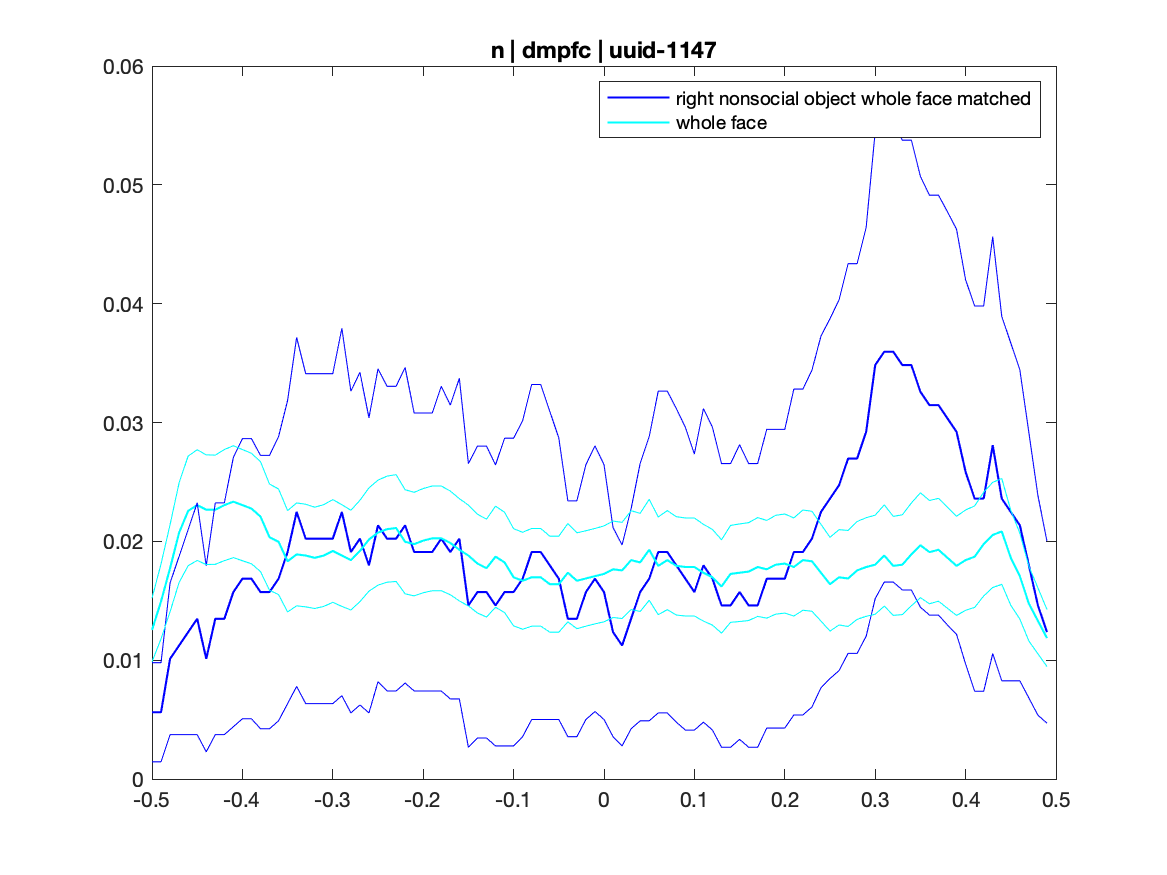 n | dmpfc | uuid-1147
0.06
right nonsocial object whole face matched
whole face
0.05
0.04
0.03
0.02
0.01
0
-0.5 -0.4 -0.3 -0.2 -0.1 0 0.1 0.2 0.3 0.4 0.5